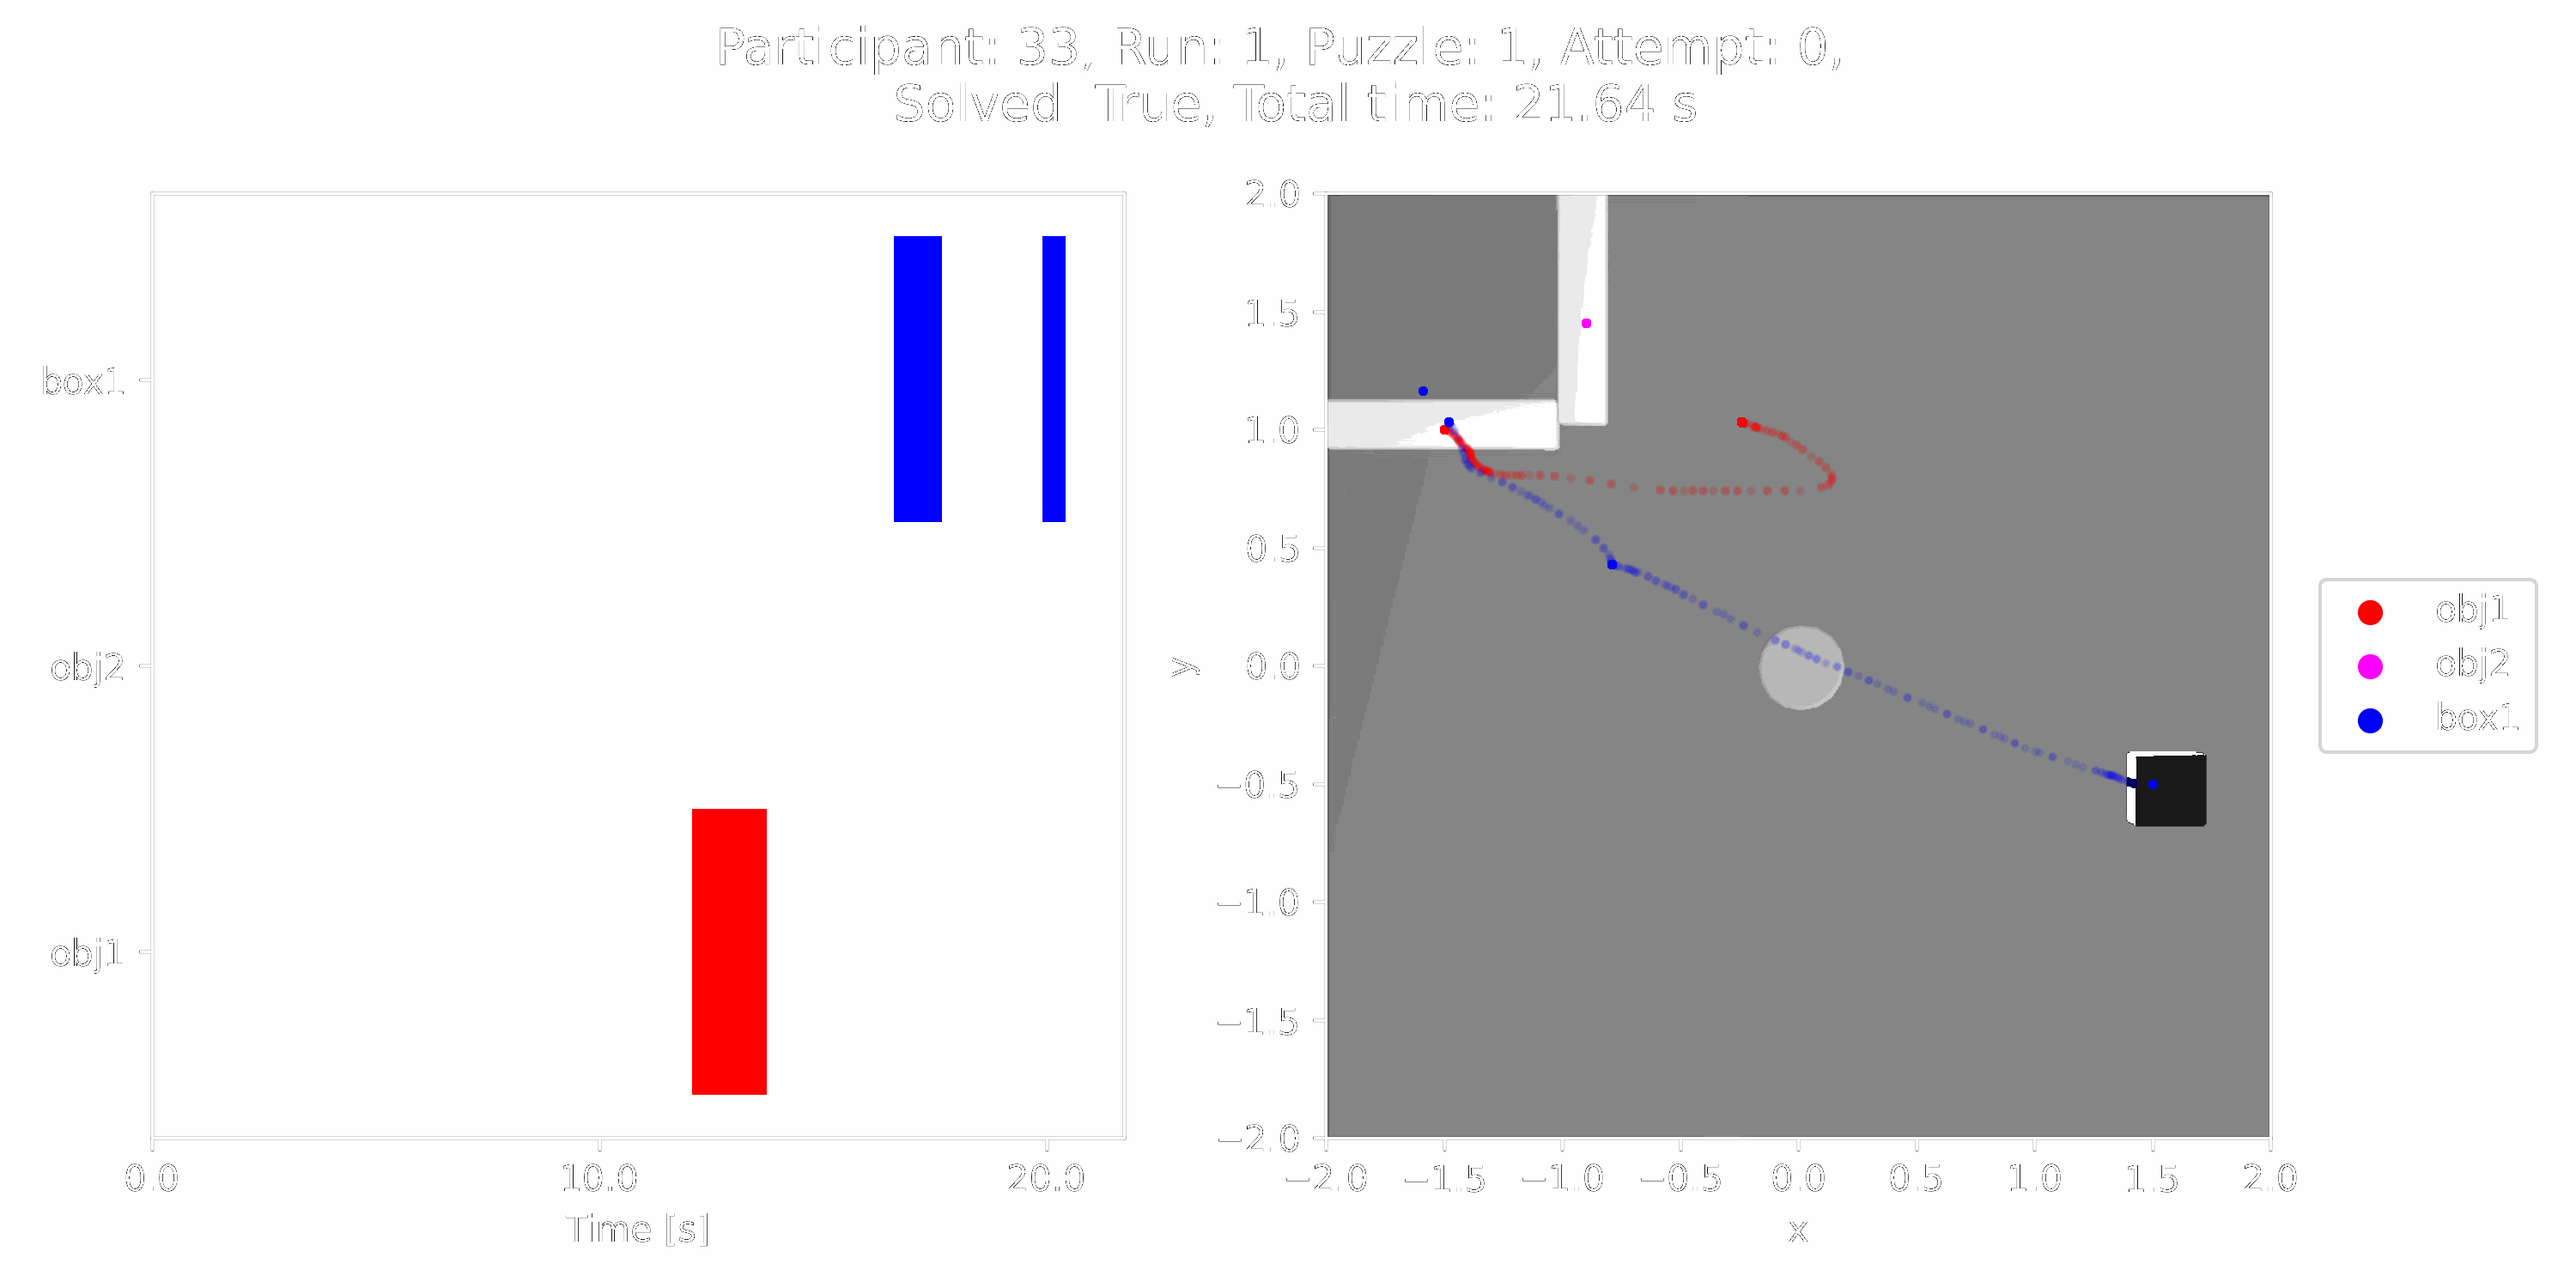 Participant: 33, Run: 1, Puzzle: 1, Attempt: 0,
Solved True, Total time: 21.64 s
box1
obj2
obj1
0.0
10.0
20.0
Time [s]
y
2.0
1.5
1.0
0.5
0.0
−0.5
−1.0
−1.5
−2.0
−2.0
−1.5
−1.0
−0.5
0.0
0.5
1.0
1.5
2.0
x
obj1
obj2
box1